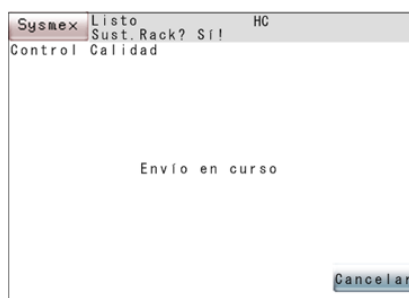 Sysmex Listo HC
Sust.Rack? Sí!
Control Calidad
Envío en curso
Cancelar